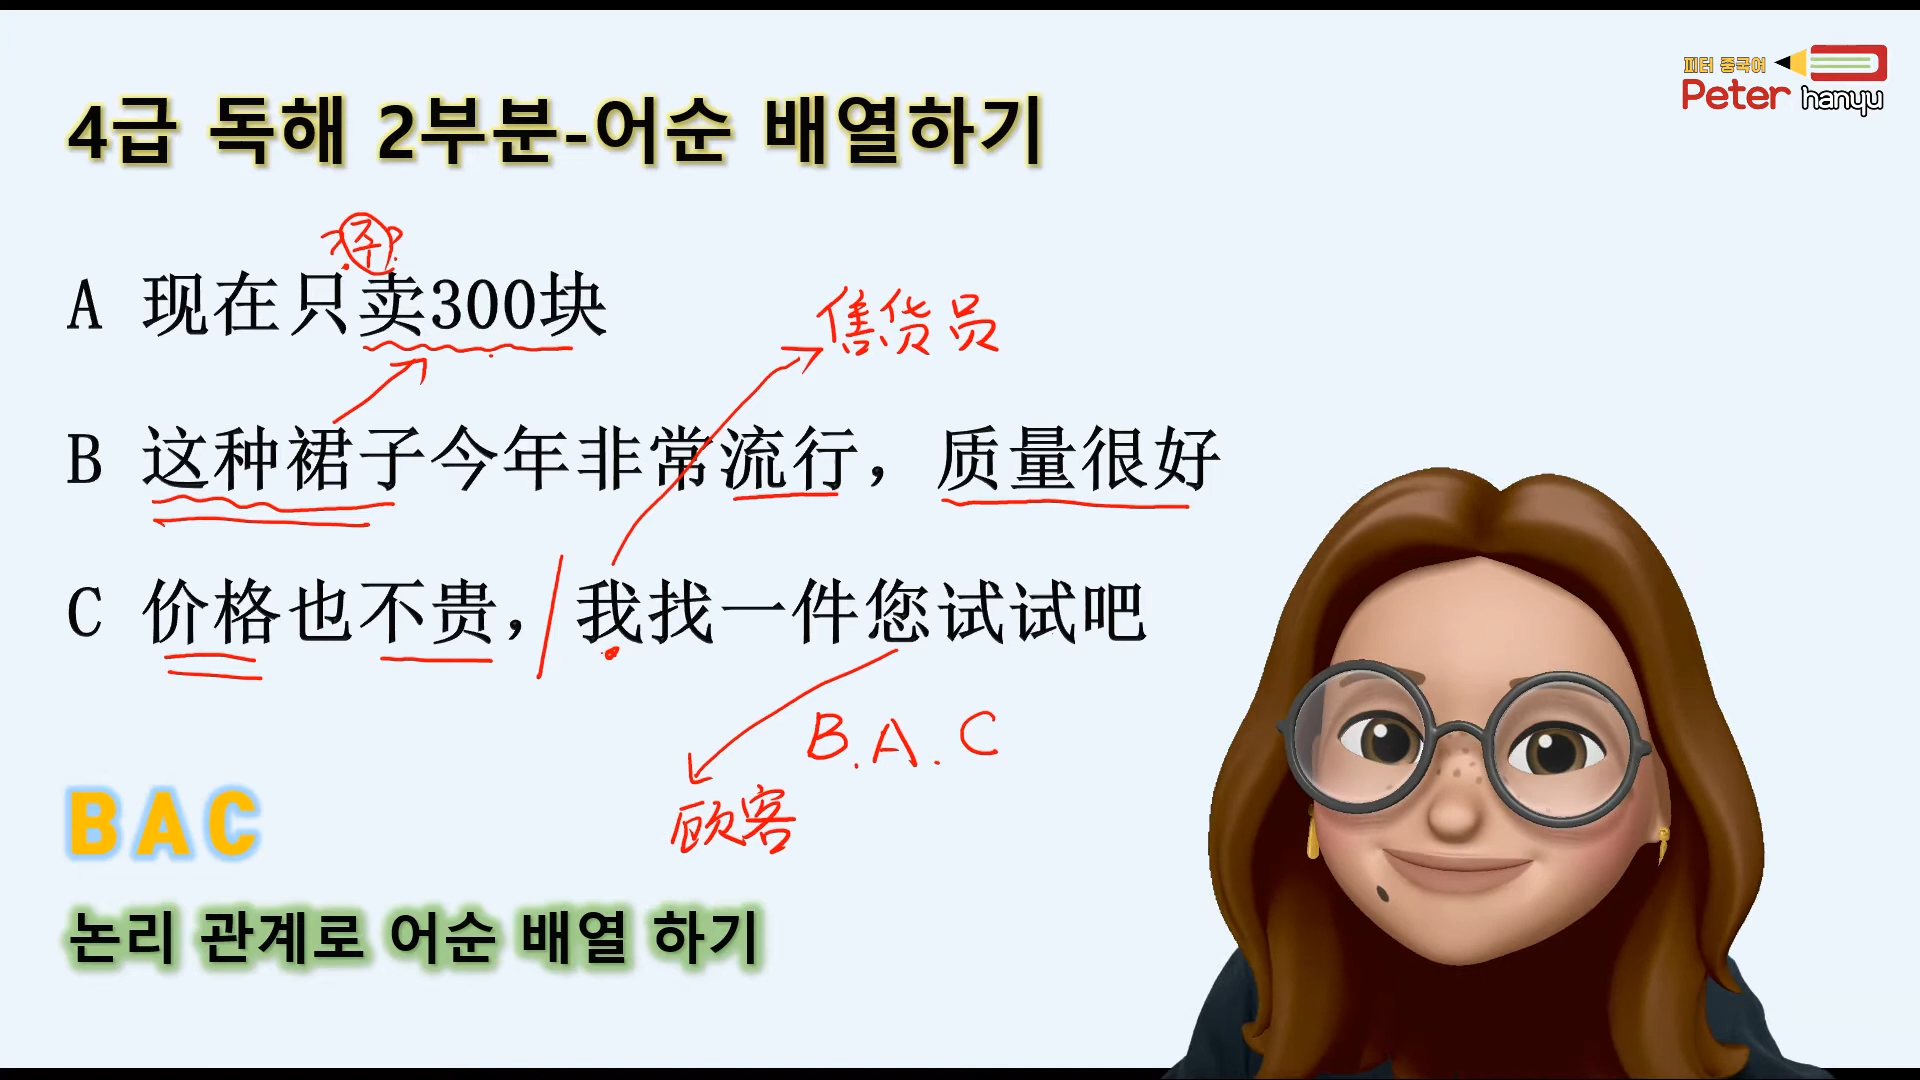 피터 중국어
Peter hanyu
4급 독해 2부분-어순 배열하기
주
A 现在只卖300块
售货员
B 这种裙子今年非常流行，质量很好
C 价格也不贵，我找一件您试试吧
B.A.C
顾客
B A C
논리 관계로 어순 배열 하기